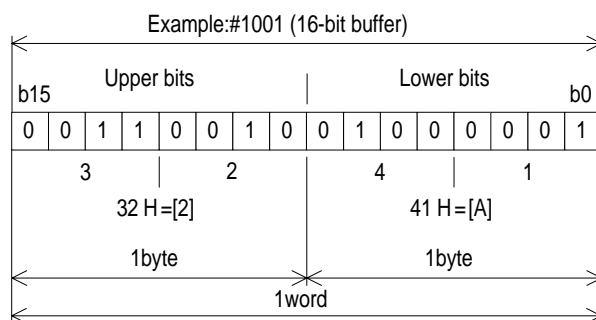 Example:#1001 (16-bit buffer)
Upper bits Lower bits
b15 b0
0 0 1 1 0 0 1 0 0 1 0 0 0 0 0 1
3 2 4 1
32 H=[2] 41 H=[A]
1byte 1byte
1word